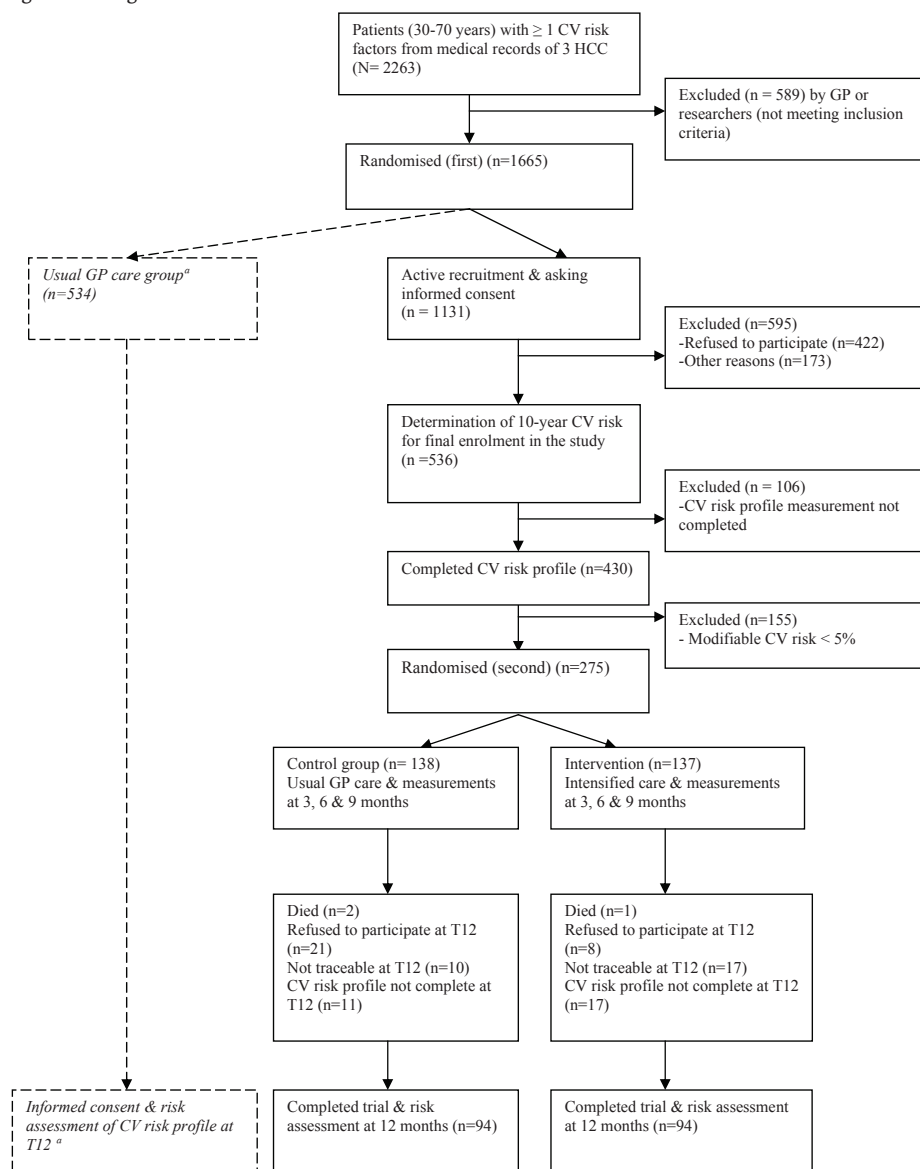 Patients (30-70 years) with ≥ 1 CV risk
factors from medical records of 3 HCC
(N= 2263)
Excluded (n = 589) by GP or
researchers (not meeting inclusion
criteria)
Randomised (first) (n=1665)
Usual GP care group a
(n=534)
Active recruitment & asking
informed consent
(n = 1131)
Excluded (n=595)
-Refused to participate (n=422)
-Other reasons (n=173)
Determination of 10-year CV risk
for final enrolment in the study
(n =536)
Excluded (n = 106)
-CV risk profile measurement not
completed
Completed CV risk profile (n=430)
Excluded (n=155)
- Modifiable CV risk < 5%
Randomised (second) (n=275)
Control group (n= 138)
Usual GP care & measurements
at 3, 6 & 9 months
Intervention (n=137)
Intensified care & measurements
at 3, 6 & 9 months
Died (n=2)
Refused to participate at T12
(n=21)
Not traceable at T12 (n=10)
CV risk profile not complete at
T12 (n=11)
Died (n=1)
Refused to participate at T12
(n=8)
Not traceable at T12 (n=17)
CV risk profile not complete at T12
(n=17)
Informed consent & risk
assessment of CV risk profile at
T12 a
Completed trial & risk
assessment at 12 months (n=94)
Completed trial & risk assessment
at 12 months (n=94)